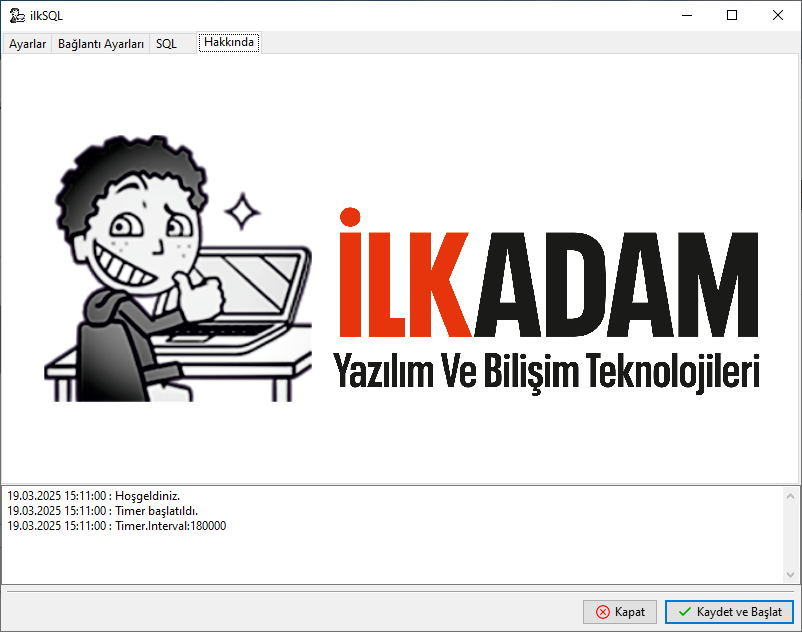 ilkSQL
Ayarlar Bağlantı Ayarları SQL Hakkında
İLKADAM
Yazılım Ve Bilişim Teknolojileri
19.03.2025 15:11:00 : Hoşgeldiniz.
19.03.2025 15:11:00 : Timer başlatıldı.
19.03.2025 15:11:00 : Timer.Interval:180000
Kapat Kaydet ve Başlat